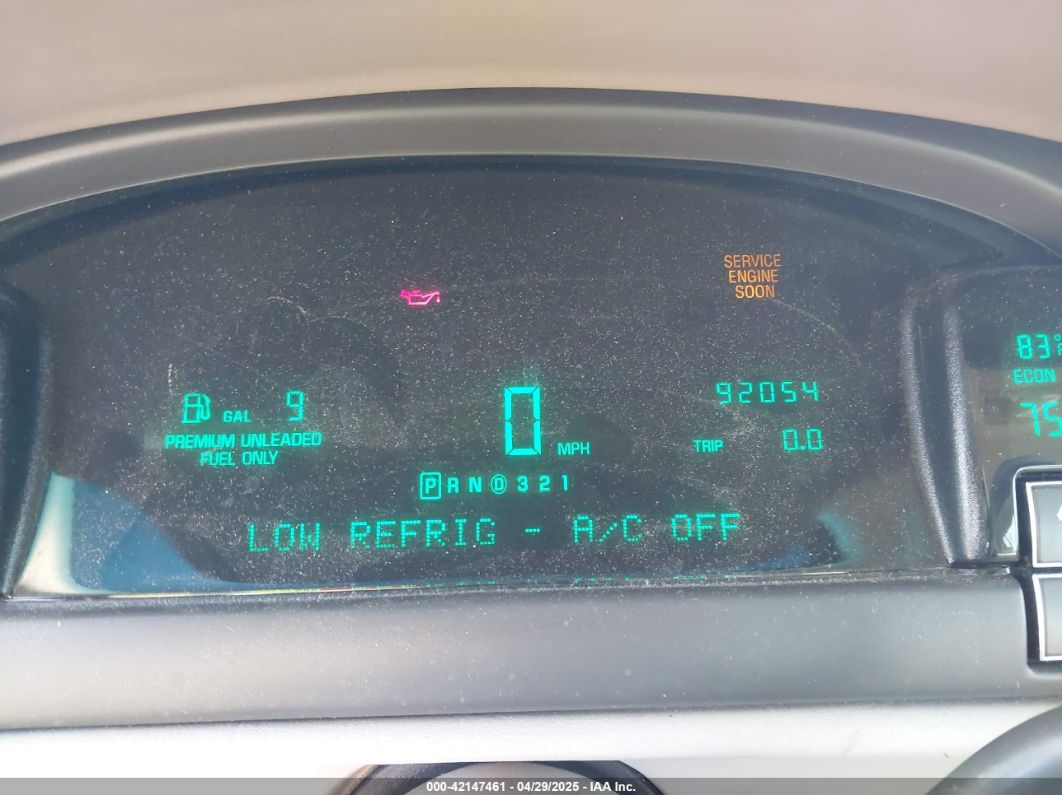 SERVICE
ENGINE
SOON
83°
ECON
75
GAL 9
PREMIUM UNLEADED
FUEL ONLY
0 MPH
92054
TRIP 0.0
P R N D 3 2 1
LOW REFRIG - A/C OFF
000-42147461 - 04/29/2025 - IAA Inc.